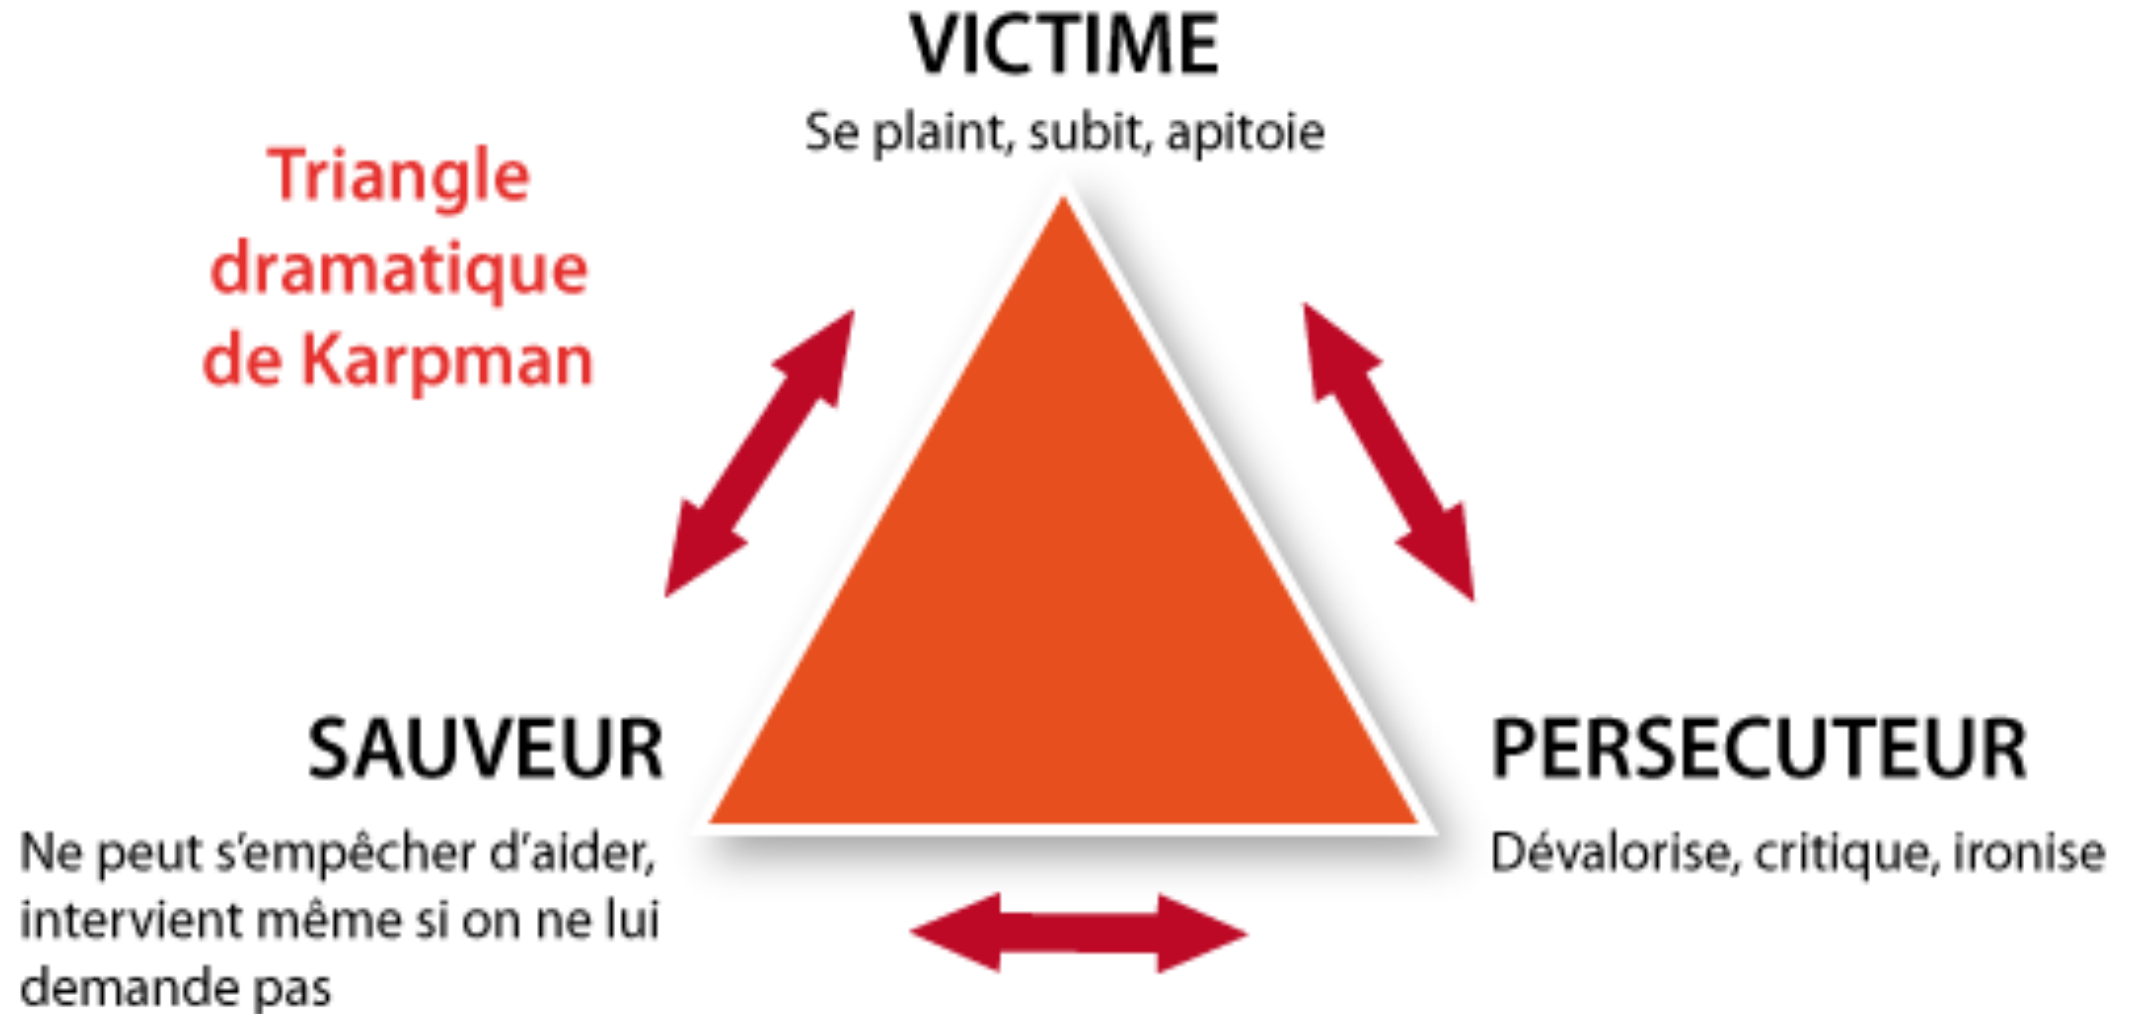 VICTIME
Se plaint, subit, apitoie
Triangle
dramatique
de Karpman
SAUVEUR
Ne peut s’empêcher d’aider,
intervient même si on ne lui
demande pas
PERSECUTEUR
Dévalorise, critique, ironise